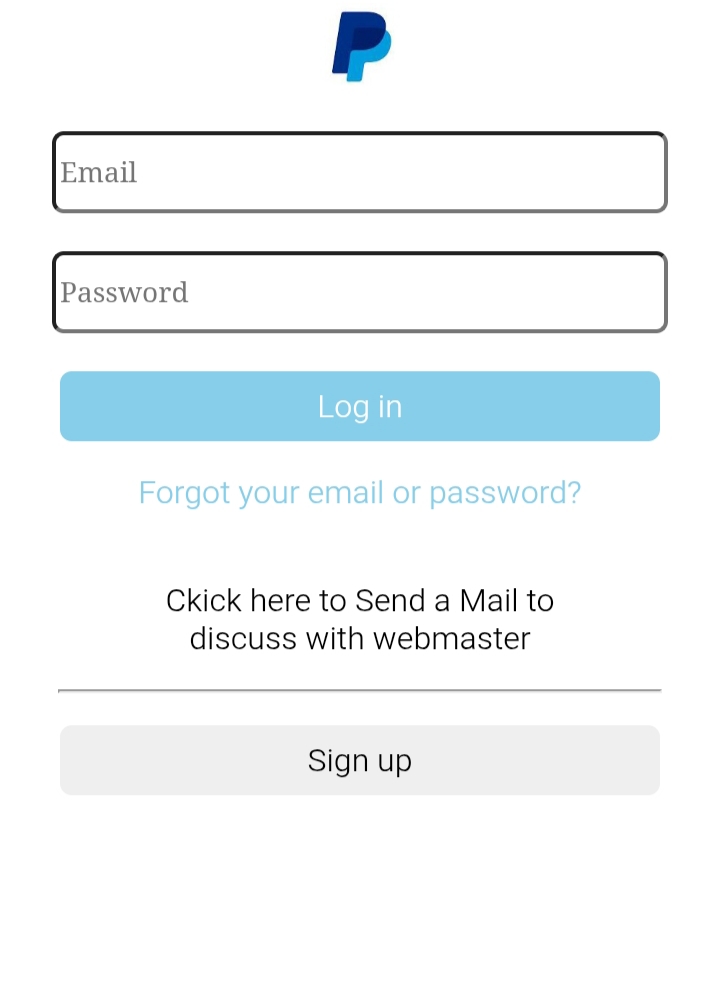 Email
Password
Log in
Forgot your email or password?
Ckick here to Send a Mail to
discuss with webmaster
Sign up